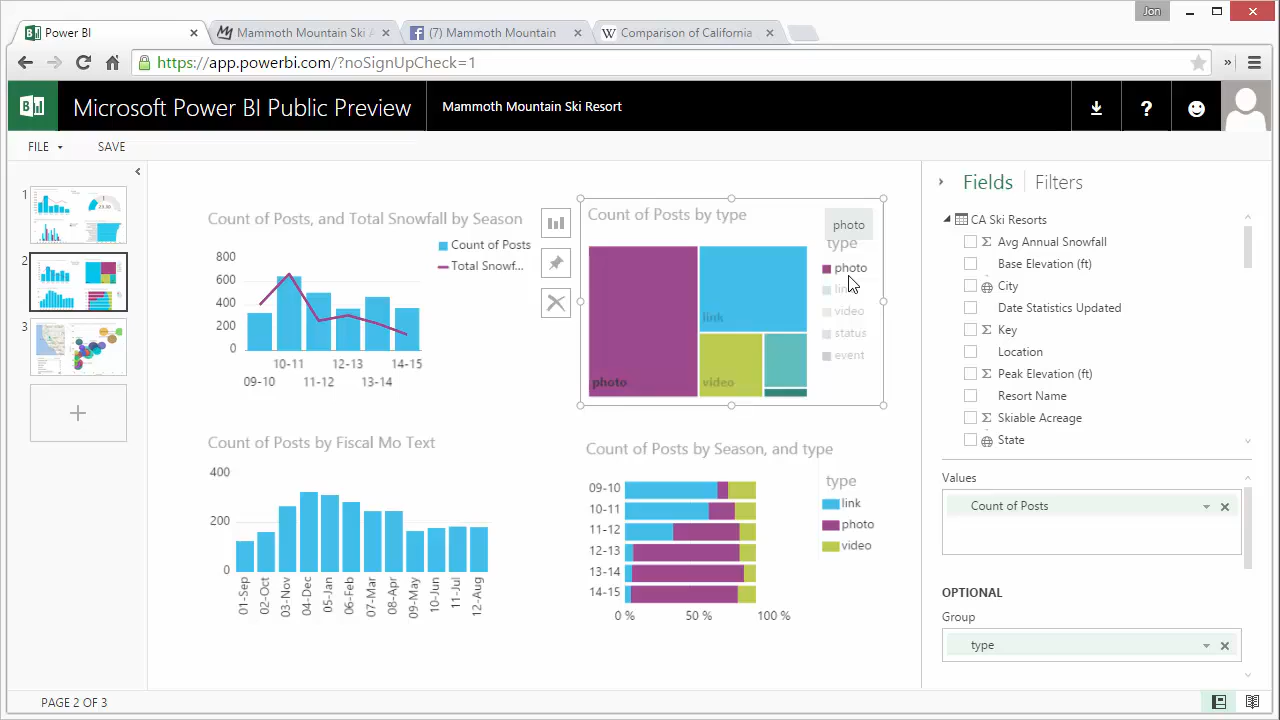 Jon
Power BI
Mammoth Mountain Ski A
(7) Mammoth Mountain
Comparison of California
https://app.powerbi.com/?noSignUpCheck=1
Microsoft Power BI Public Preview
Mammoth Mountain Ski Resort
?
FILE
SAVE
1
2
3
Count of Posts, and Total Snowfall by Season
Count of Posts
Total Snowf...
800
600
400
200
0
10-11
12-13
14-15
09-10
11-12
13-14
Count of Posts by type
photo
type
photo
link
video
status
event
link
photo
video
Count of Posts by Fiscal Mo Text
400
200
0
01-Sep
02-Oct
03-Nov
04-Dec
05-Jan
06-Feb
07-Mar
08-Apr
09-May
10-Jun
11-Jul
12-Aug
Count of Posts by Season, and type
09-10
10-11
11-12
12-13
13-14
14-15
0 %
50 %
100 %
type
link
photo
video
Fields
Filters
CA Ski Resorts
Σ Avg Annual Snowfall
Base Elevation (ft)
City
Date Statistics Updated
Σ Key
Location
Σ Peak Elevation (ft)
Resort Name
Σ Skiable Acreage
State
Values
Count of Posts
OPTIONAL
Group
type
PAGE 2 OF 3